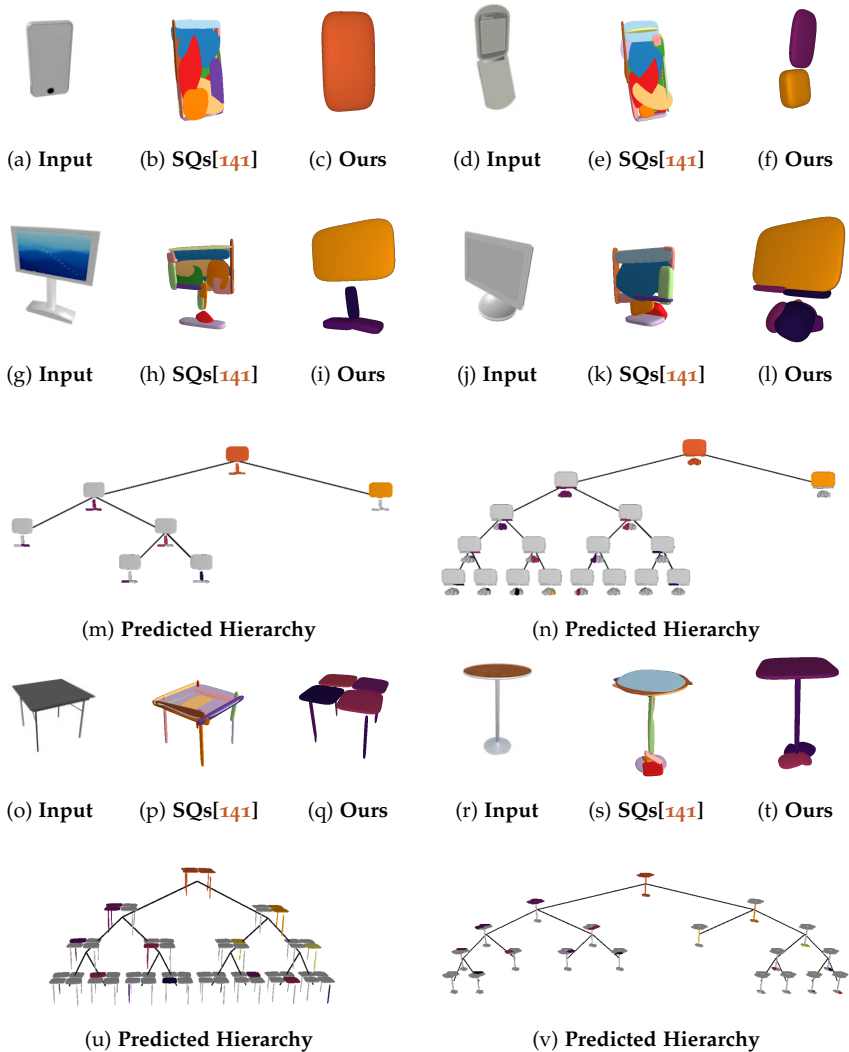 (a) Input (b) SQs[141] (c) Ours (d) Input (e) SQs[141] (f) Ours
(g) Input (h) SQs[141] (i) Ours (j) Input (k) SQs[141] (l) Ours
(m) Predicted Hierarchy (n) Predicted Hierarchy
(o) Input (p) SQs[141] (q) Ours (r) Input (s) SQs[141] (t) Ours
(u) Predicted Hierarchy (v) Predicted Hierarchy